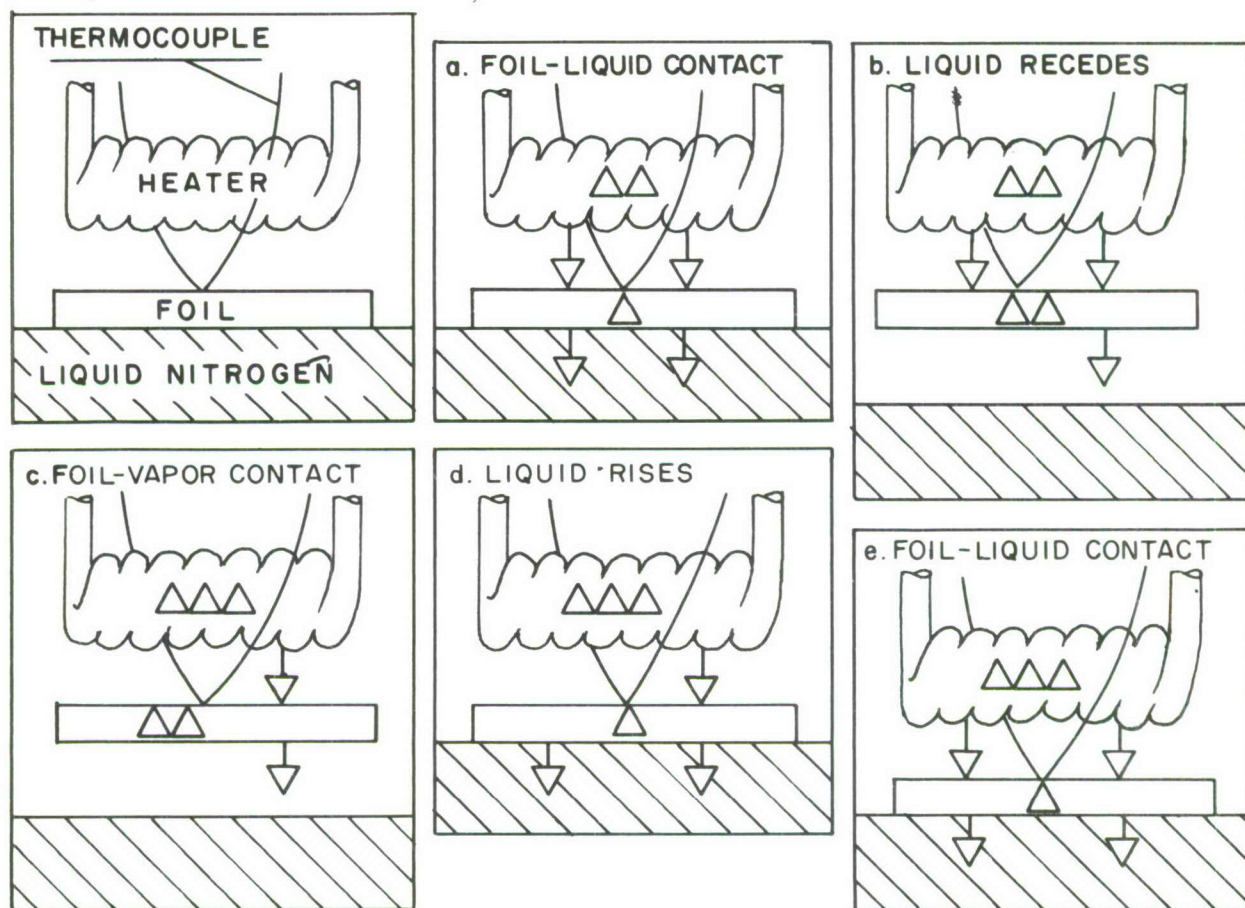 THERMOCOUPLE
HEATER
FOIL
LIQUID NITROGEN
a. FOIL-LIQUID CONTACT
b. LIQUID RECEDES
c. FOIL-VAPOR CONTACT
d. LIQUID RISES
e. FOIL-LIQUID CONTACT